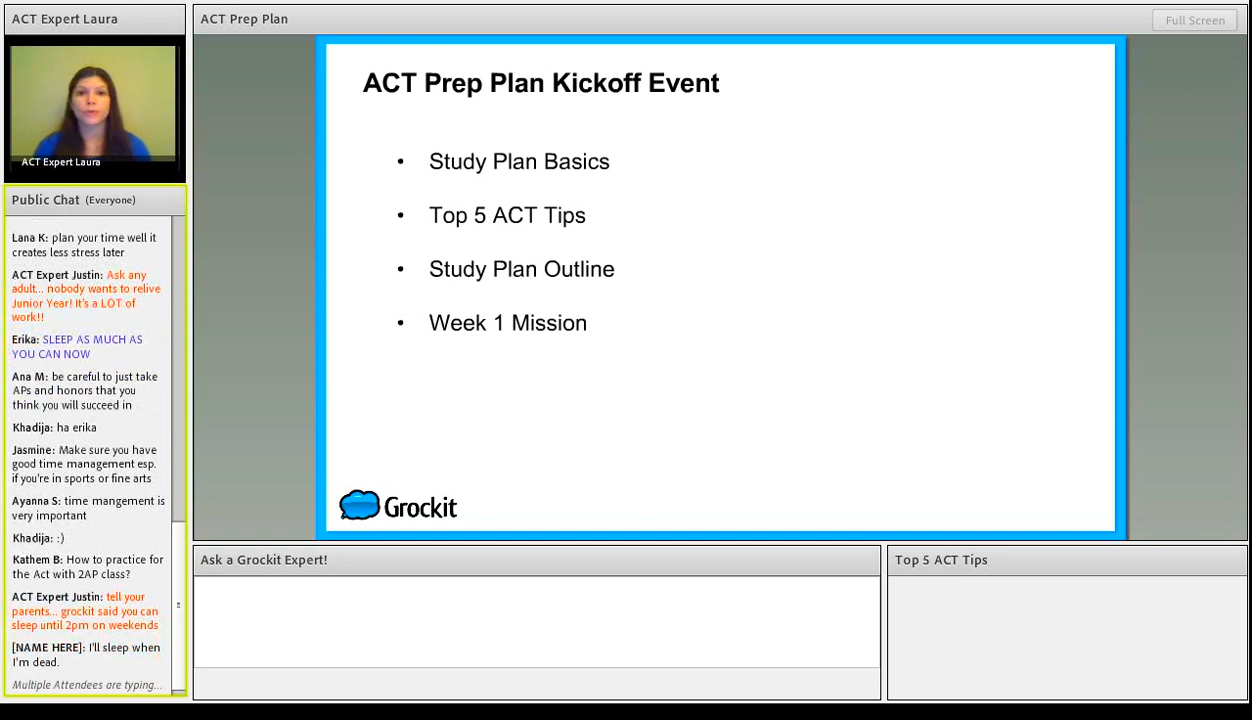 ACT Expert Laura
ACT Expert Laura
Public Chat (Everyone)
Lana K: plan your time well it
creates less stress later
ACT Expert Justin: Ask any
adult... nobody wants to relive
Junior Year! It's a LOT of
work!!
Erika: SLEEP AS MUCH AS
YOU CAN NOW
Ana M: be careful to just take
APs and honors that you
think you will succeed in
Khadija: ha erika
Jasmine: Make sure you have
good time management esp.
if you're in sports or fine arts
Ayanna S: time mangement is
very important
Khadija: :)
Kathem B: How to practice for
the Act with 2AP class?
ACT Expert Justin: tell your
parents... grockit said you can
sleep until 2pm on weekends
[NAME HERE]: I'll sleep when
I'm dead.
Multiple Attendees are typing...
ACT Prep Plan
Full Screen
ACT Prep Plan Kickoff Event
• Study Plan Basics
• Top 5 ACT Tips
• Study Plan Outline
• Week 1 Mission
Grockit
Ask a Grockit Expert!
Top 5 ACT Tips